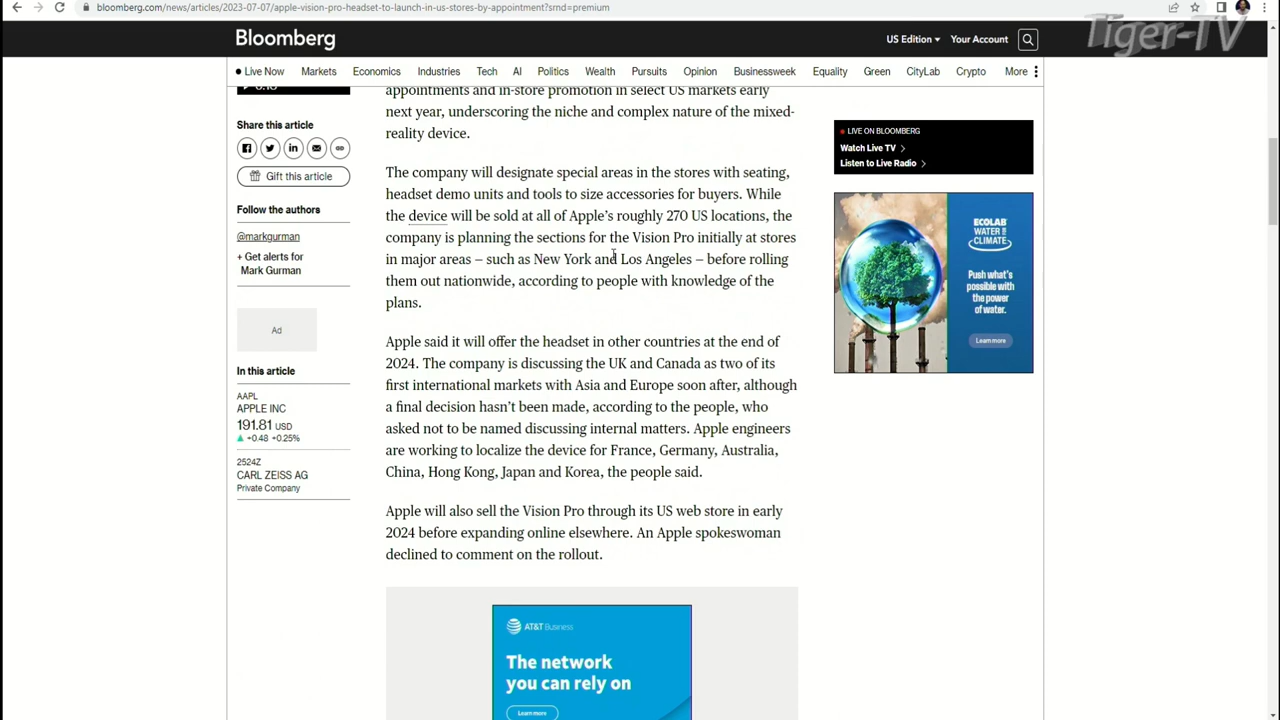 bloomberg.com/news/articles/2023-07-07/apple-vision-pro-headset-to-launch-in-us-stores-by-appointment?srnd=premium
Tiger-TV
Bloomberg
US Edition
Your Account
Live Now
Markets
Economics
Industries
Tech
AI
Politics
Wealth
Pursuits
Opinion
Businessweek
Equality
Green
CityLab
Crypto
More
Share this article
Gift this article
Follow the authors
@markgurman
+ Get alerts for
Mark Gurman
Ad
In this article
AAPL
APPLE INC
191.81 USD
+0.48 +0.25%
2524Z
CARL ZEISS AG
Private Company
appointments and in-store promotion in select US markets early
next year, underscoring the niche and complex nature of the mixed-
reality device.
The company will designate special areas in the stores with seating,
headset demo units and tools to size accessories for buyers. While
the device will be sold at all of Apple's roughly 270 US locations, the
company is planning the sections for the Vision Pro initially at stores
in major areas – such as New York and Los Angeles – before rolling
them out nationwide, according to people with knowledge of the
plans.
Apple said it will offer the headset in other countries at the end of
2024. The company is discussing the UK and Canada as two of its
first international markets with Asia and Europe soon after, although
a final decision hasn't been made, according to the people, who
asked not to be named discussing internal matters. Apple engineers
are working to localize the device for France, Germany, Australia,
China, Hong Kong, Japan and Korea, the people said.
Apple will also sell the Vision Pro through its US web store in early
2024 before expanding online elsewhere. An Apple spokeswoman
declined to comment on the rollout.
AT&T Business
The network
you can rely on
Learn more
LIVE ON BLOOMBERG
Watch Live TV
Listen to Live Radio
ECOLAB
WATER for
CLIMATE
Push what's
possible with
the power
of water.
Learn more